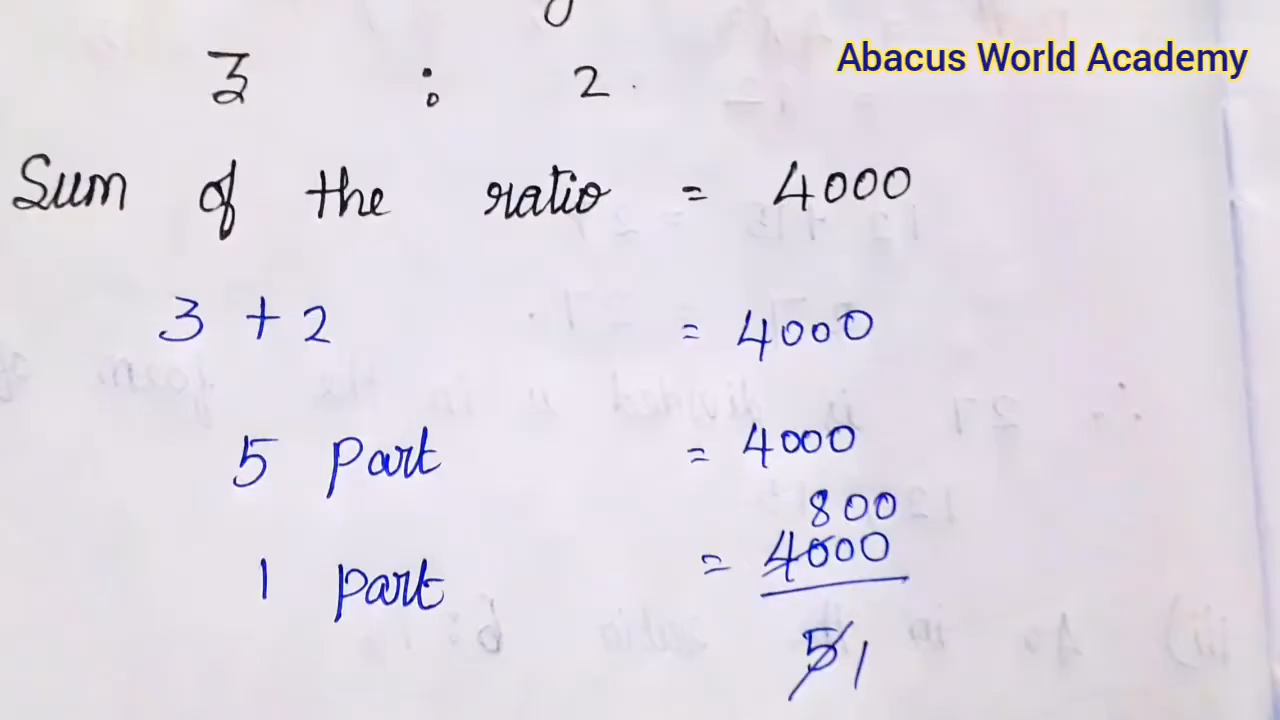 Abacus World Academy
3 : 2
Sum of the ratio = 4000
3 + 2 = 4000
5 part = 4000
800
1 part = 4000
5 1